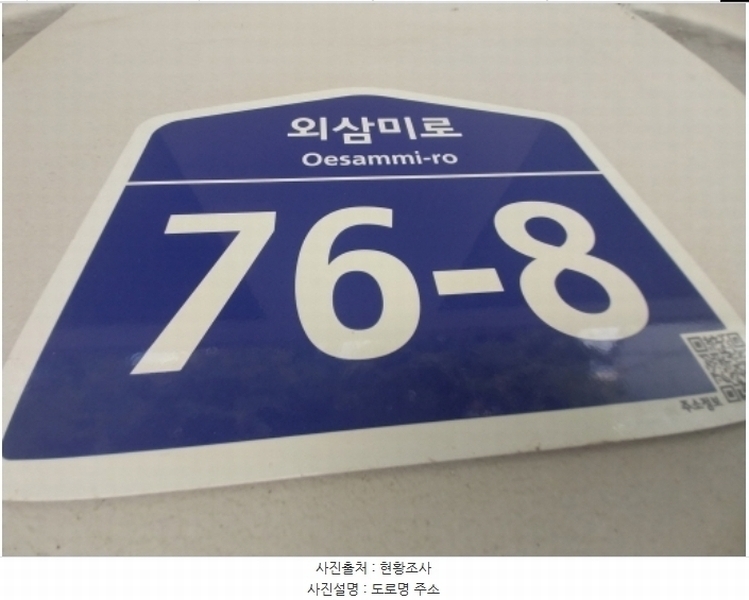 외삼미로
Oesammi-ro
76-8
주소정보
사진출처 : 현황조사
사진설명 : 도로명 주소